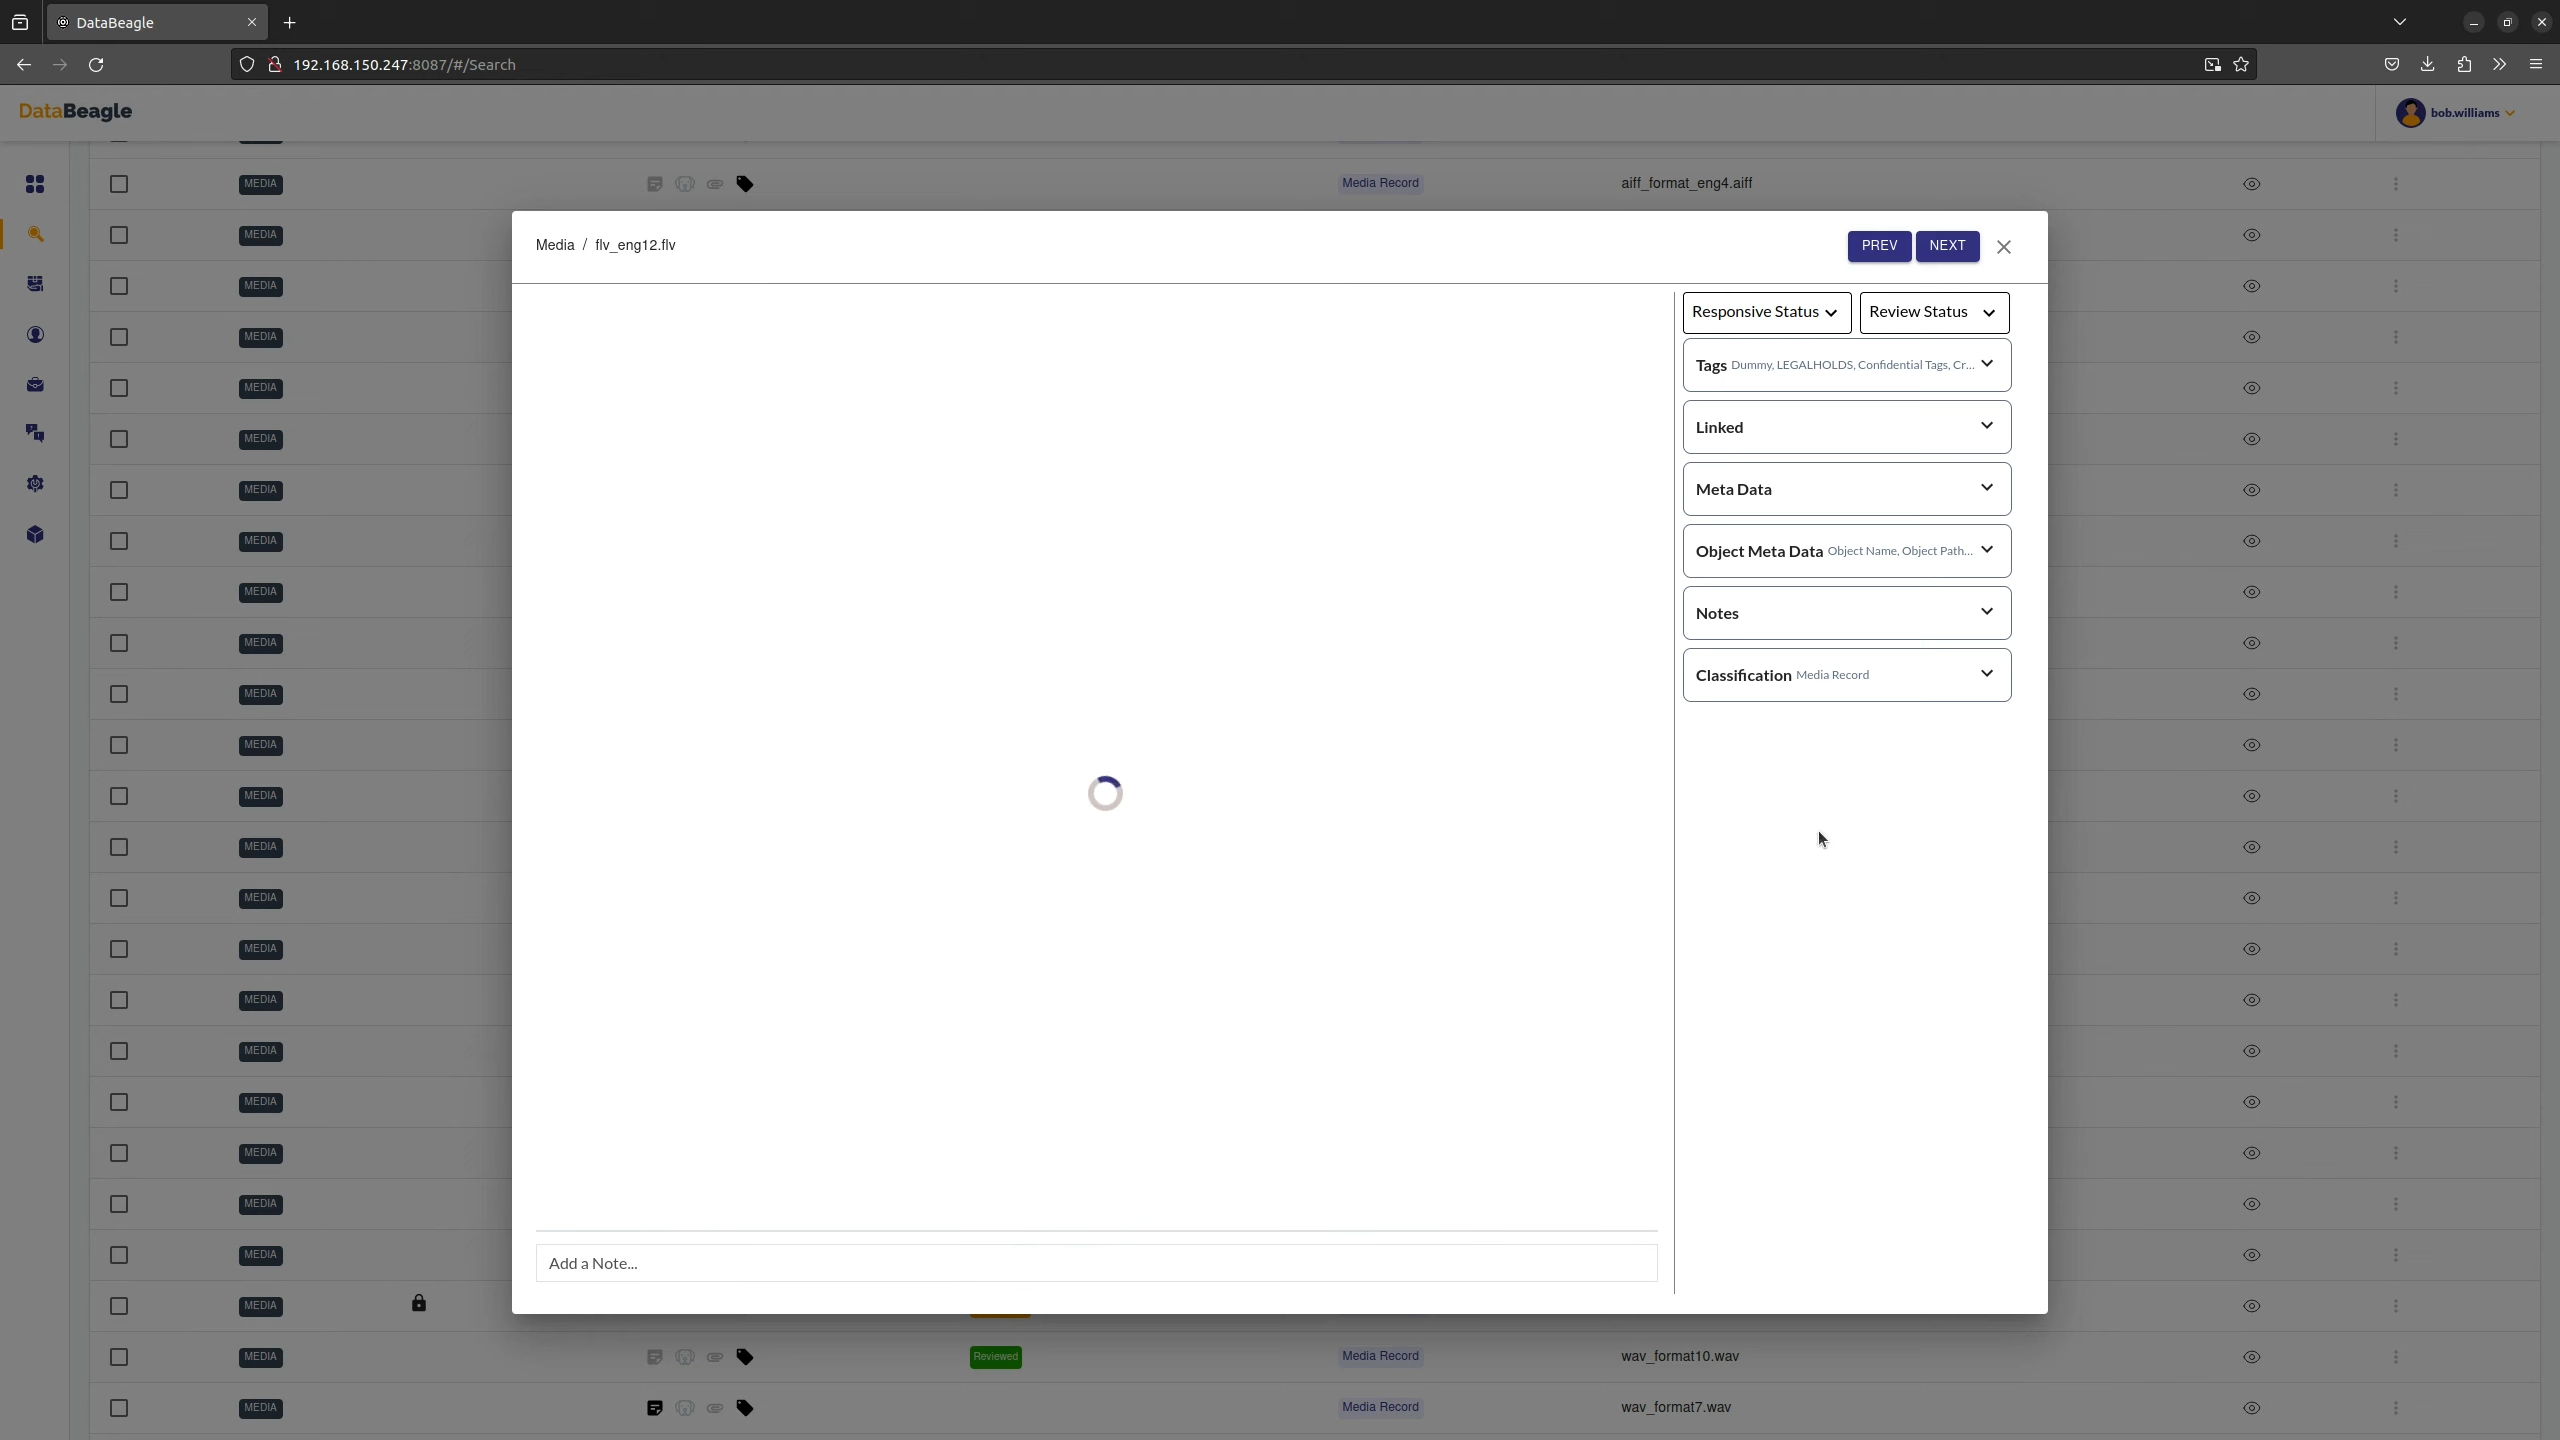 DataBeagle
192.168.150.247:8087/#/Search
DataBeagle
bob.williams
MEDIA Media Record aiff_format_eng4.aiff
MEDIA
Media / flv_eng12.flv PREV NEXT
MEDIA
Responsive Status Review Status
MEDIA
Tags Dummy, LEGALHOLDS, Confidential Tags, Cr...
MEDIA
Linked
MEDIA
Meta Data
MEDIA
Object Meta Data Object Name, Object Path...
MEDIA
MEDIA
Notes
MEDIA
Classification Media Record
MEDIA
MEDIA
MEDIA
MEDIA
MEDIA
MEDIA
MEDIA
MEDIA
MEDIA
MEDIA
MEDIA
MEDIA
Add a Note...
MEDIA
MEDIA Reviewed Media Record wav_format10.wav
MEDIA Media Record wav_format7.wav